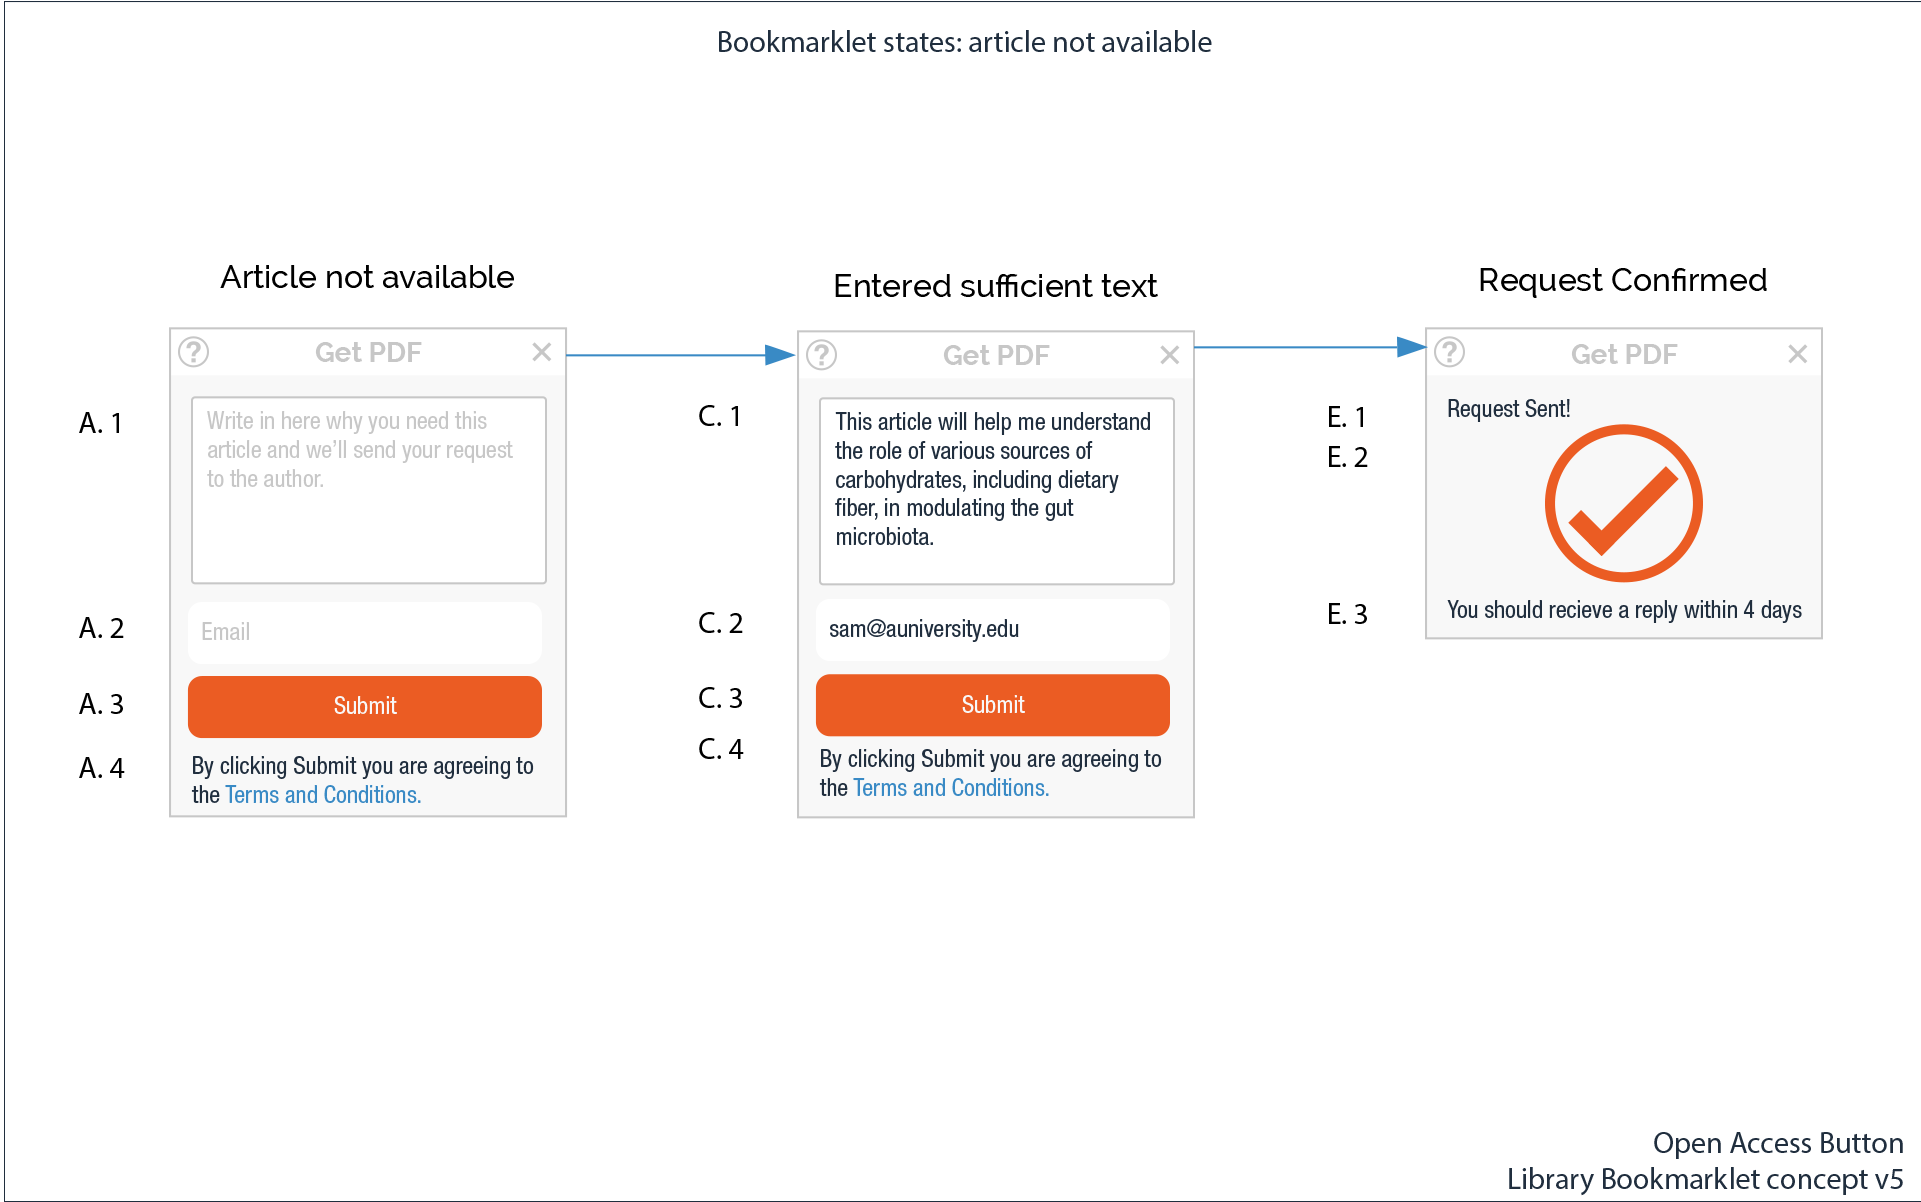 Bookmarklet states: article not available
Article not available
? Get PDF ×
A. 1
Write in here why you need this
article and we'll send your request
to the author.
A. 2
Email
A. 3
Submit
A. 4
By clicking Submit you are agreeing to
the Terms and Conditions.
Entered sufficient text
? Get PDF ×
C. 1
This article will help me understand
the role of various sources of
carbohydrates, including dietary
fiber, in modulating the gut
microbiota.
C. 2
sam@auniversity.edu
C. 3
Submit
C. 4
By clicking Submit you are agreeing to
the Terms and Conditions.
Request Confirmed
? Get PDF ×
E. 1
Request Sent!
E. 2
E. 3
You should recieve a reply within 4 days
Open Access Button
Library Bookmarklet concept v5